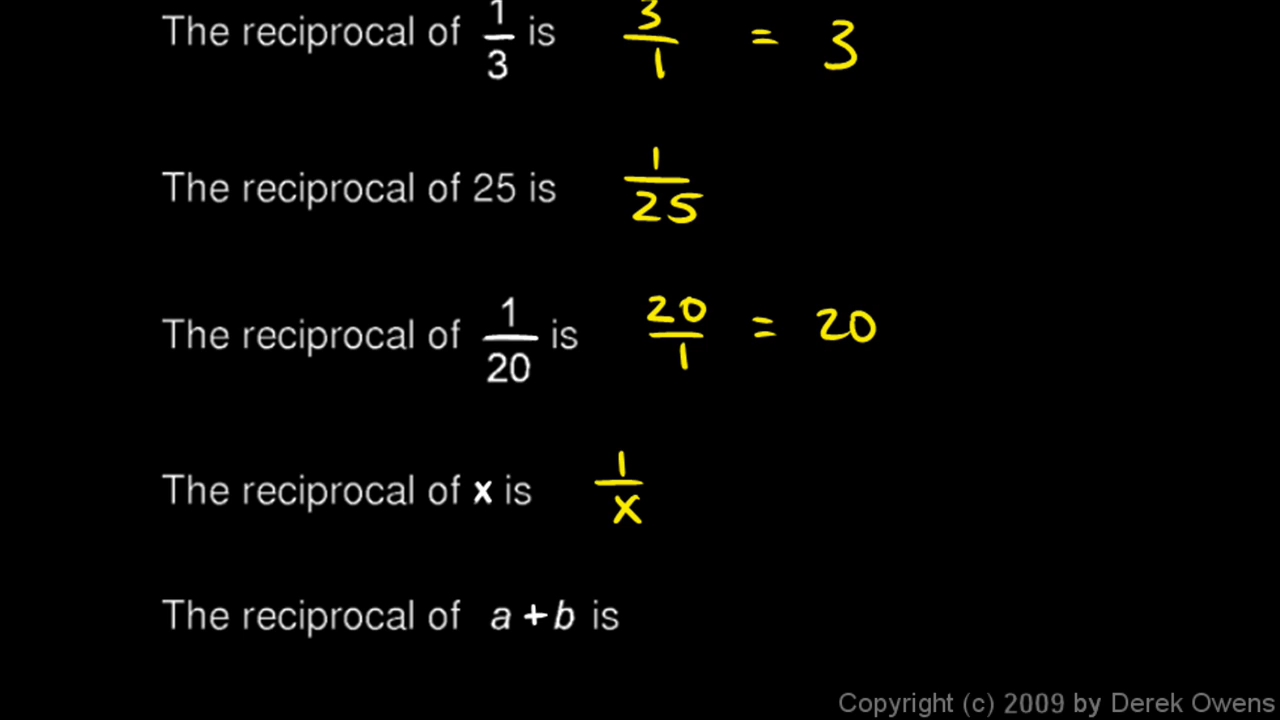 The reciprocal of 1/3 is 3/1 = 3
The reciprocal of 25 is 1/25
The reciprocal of 1/20 is 20/1 = 20
The reciprocal of x is 1/x
The reciprocal of a + b is
Copyright (c) 2009 by Derek Owens